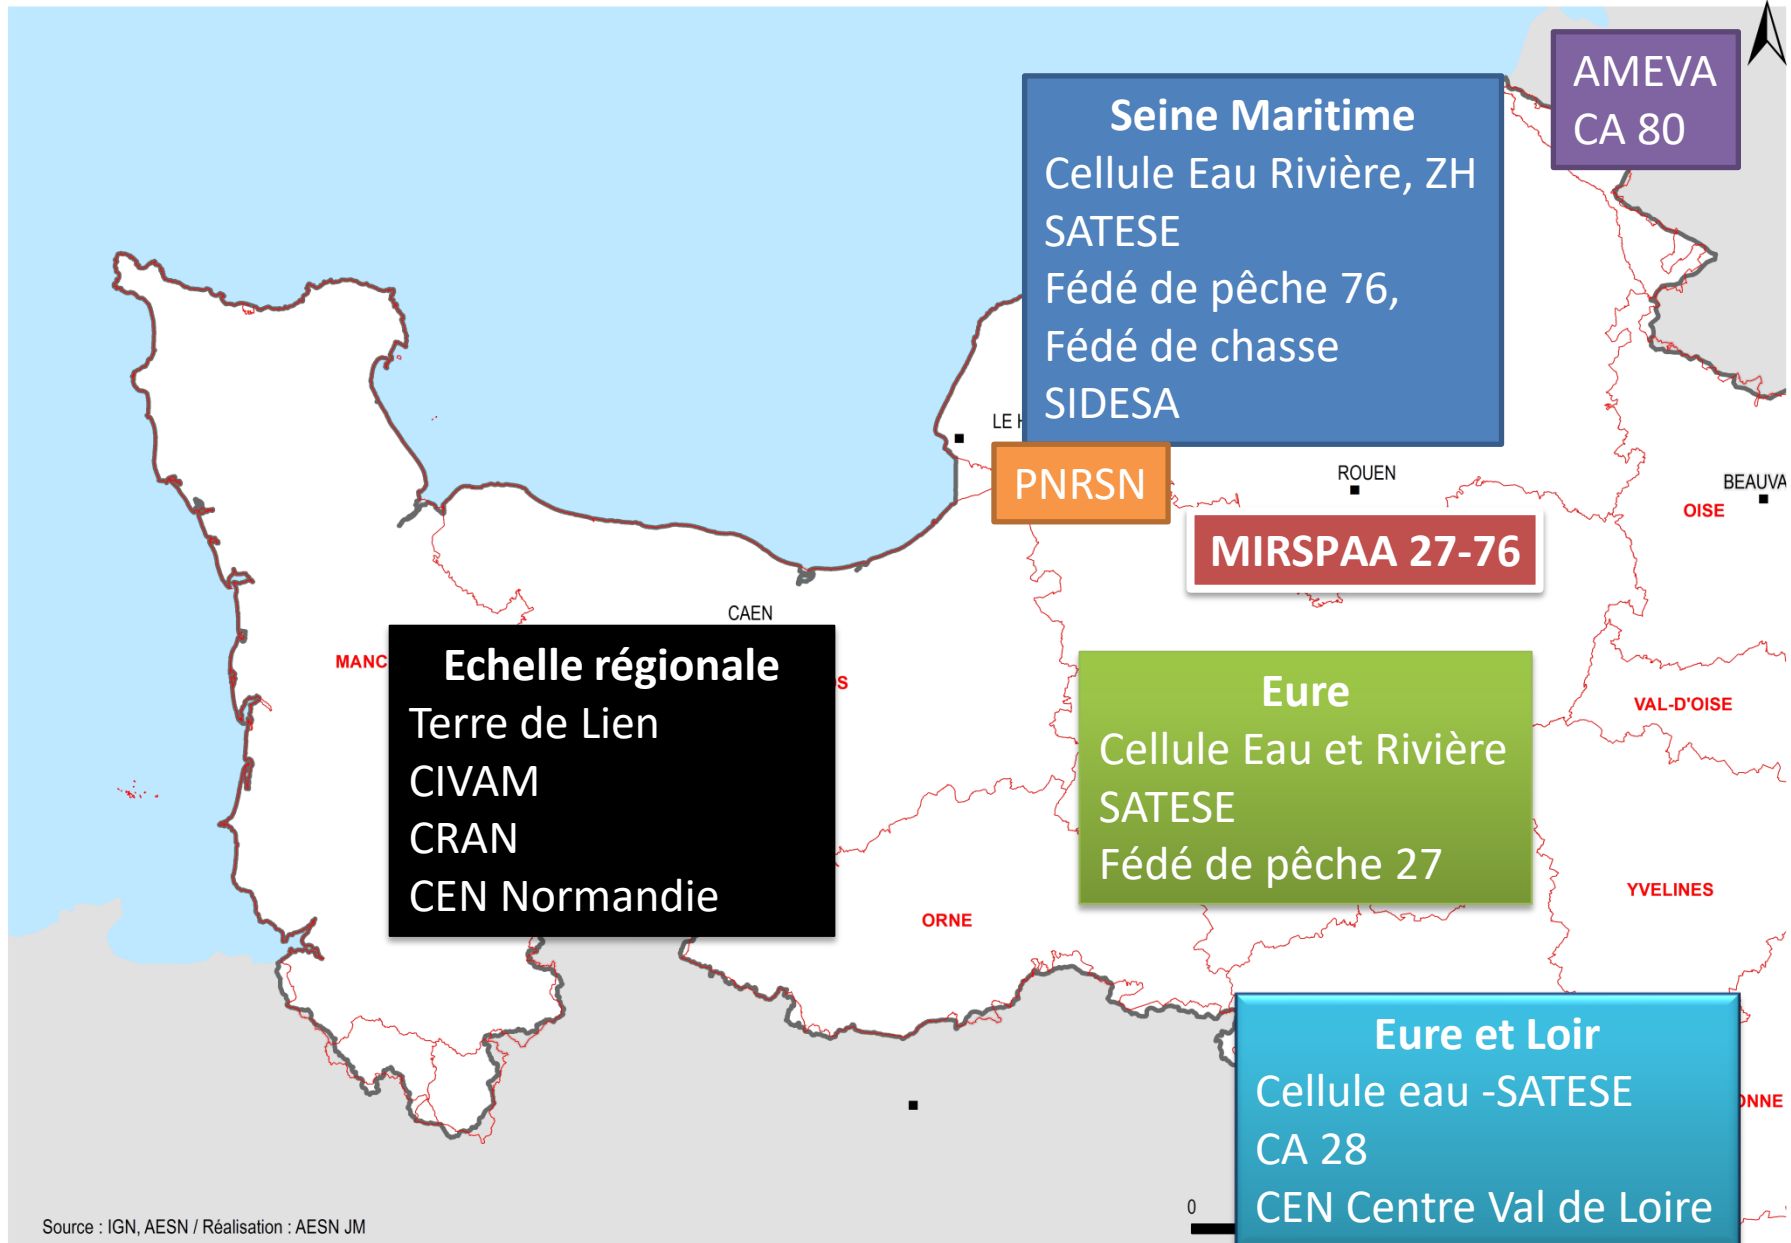 AMEVA
CA 80
Seine Maritime
Cellule Eau Rivière, ZH
SATESE
Fédé de pêche 76,
Fédé de chasse
SIDESA
LE
PNRSN
ROUEN
BEAUVA
OISE
MIRSPAA 27-76
CAEN
MANC
S
Echelle régionale
Terre de Lien
CIVAM
CRAN
CEN Normandie
Eure
Cellule Eau et Rivière
SATESE
Fédé de pêche 27
VAL-D'OISE
YVELINES
ORNE
Eure et Loir
Cellule eau -SATESE
CA 28
CEN Centre Val de Loire
ONNE
0
Source : IGN, AESN / Réalisation : AESN JM